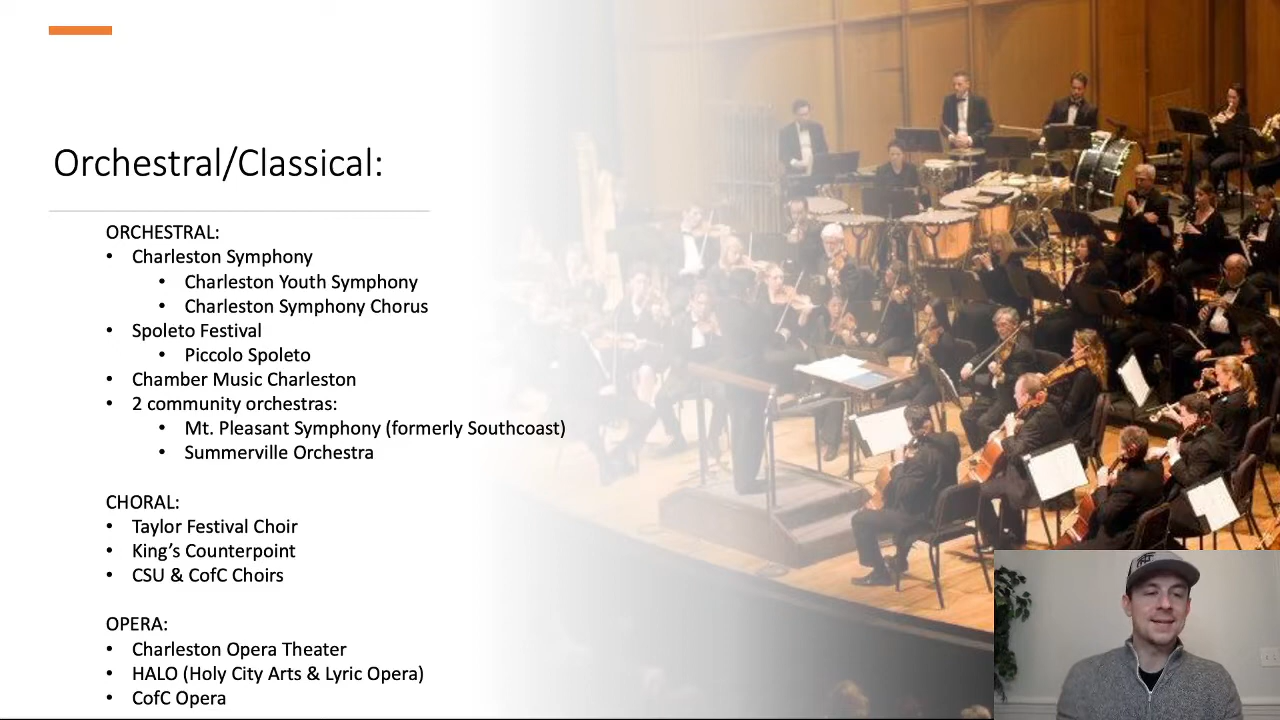 Orchestral/Classical:
ORCHESTRAL:
• Charleston Symphony
• Charleston Youth Symphony
• Charleston Symphony Chorus
• Spoleto Festival
• Piccolo Spoleto
• Chamber Music Charleston
• 2 community orchestras:
• Mt. Pleasant Symphony (formerly Southcoast)
• Summerville Orchestra
CHORAL:
• Taylor Festival Choir
• King’s Counterpoint
• CSU & CofC Choirs
OPERA:
• Charleston Opera Theater
• HALO (Holy City Arts & Lyric Opera)
• CofC Opera